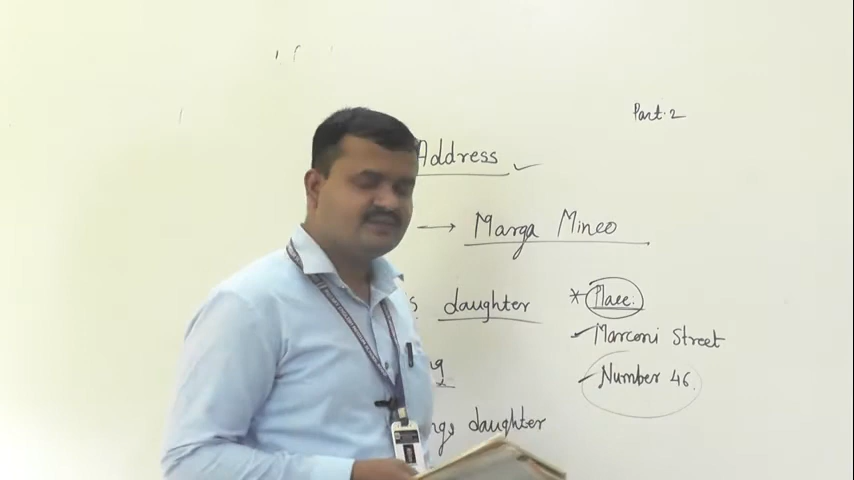 Part.2
Address
→ Marga Mineo
s daughter
* Place:
Marconi Street
Number 46.
daughter